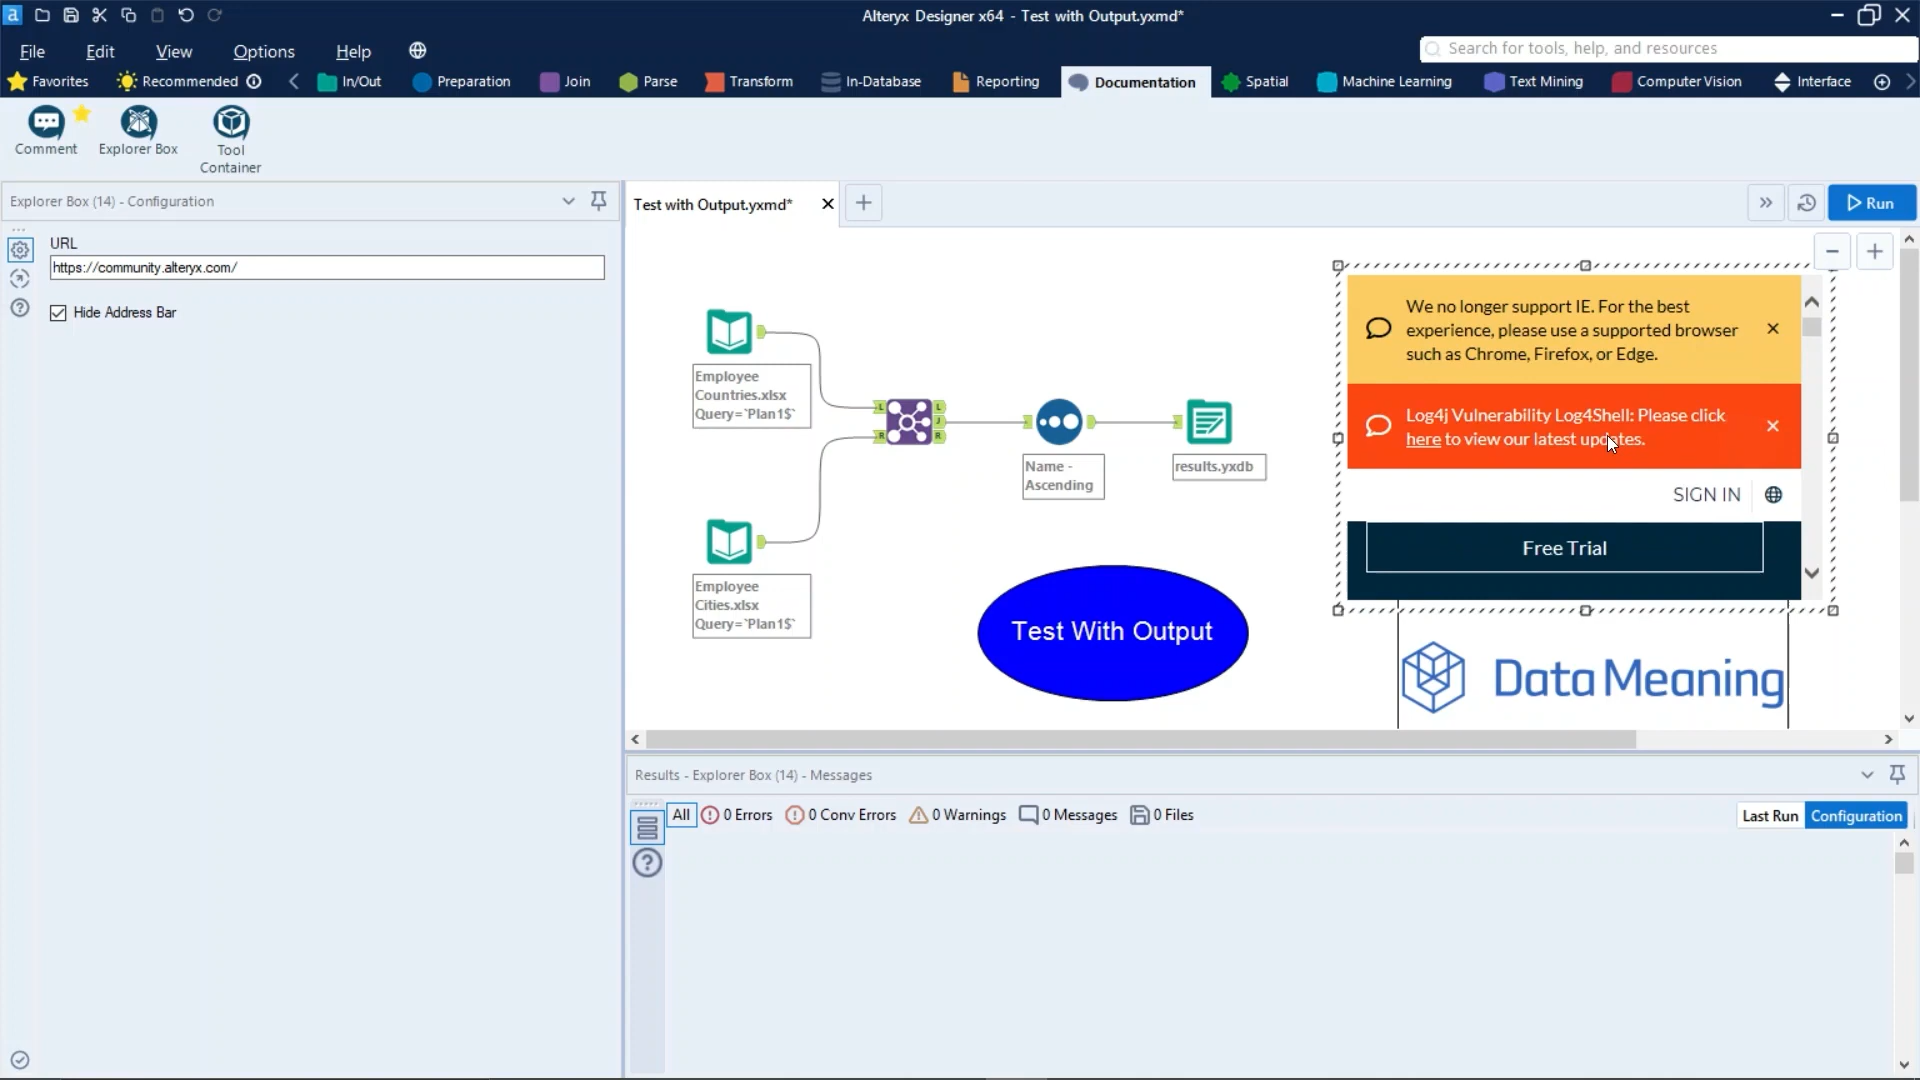 Alteryx Designer x64 - Test with Output.yxmd*
File Edit View Options Help
Search for tools, help, and resources
Favorites Recommended In/Out Preparation Join Parse Transform In-Database Reporting Documentation Spatial Machine Learning Text Mining Computer Vision Interface
Comment
Explorer Box
Tool
Container
Explorer Box (14) - Configuration
URL
https://community.alteryx.com/
Hide Address Bar
Test with Output.yxmd*
Run
Employee
Countries.xlsx
Query=`Plan1$`
L L
J
R R
Name -
Ascending
results.yxdb
Employee
Cities.xlsx
Query=`Plan1$`
Test With Output
We no longer support IE. For the best
experience, please use a supported browser
such as Chrome, Firefox, or Edge.
Log4j Vulnerability Log4Shell: Please click
here to view our latest updates.
SIGN IN
Free Trial
Data Meaning
Results - Explorer Box (14) - Messages
All 0 Errors 0 Conv Errors 0 Warnings 0 Messages 0 Files
Last Run Configuration